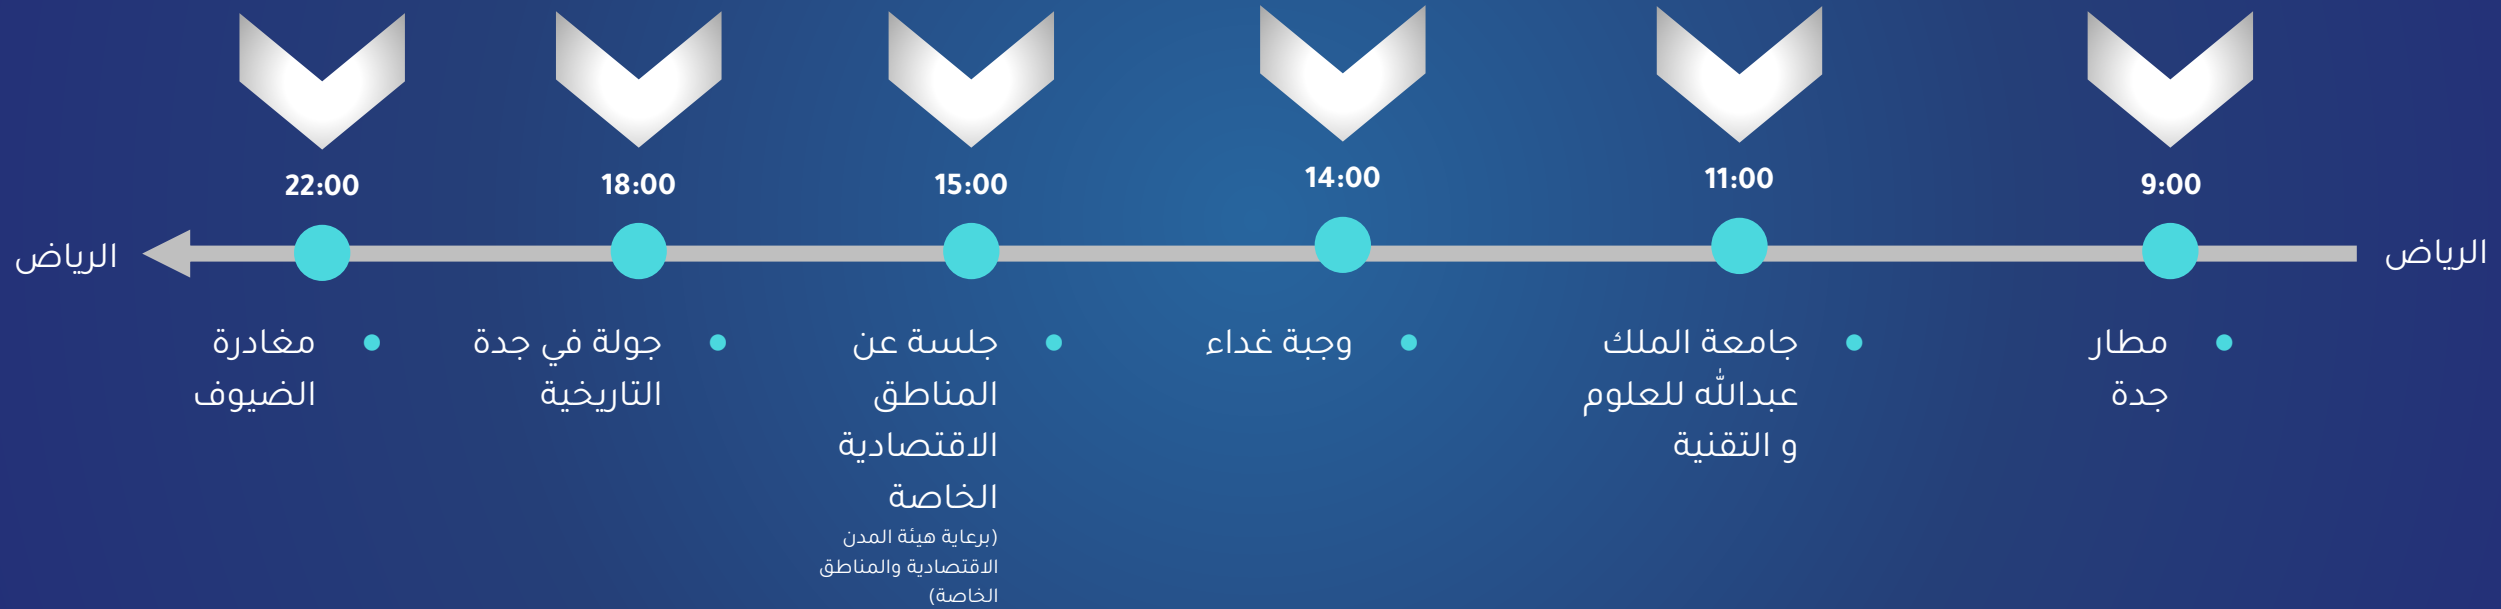 الرياض
9:00
مطار
جدة
11:00
جامعة الملك
عبدالله للعلوم
و التقنية
14:00
وجبة غداء
15:00
جلسة عن
المناطق
الاقتصادية
الخاصة
(برعاية هيئة المدن
الاقتصادية والمناطق
الخاصة)
18:00
جولة في جدة
التاريخية
22:00
مغادرة
الضيوف
الرياض